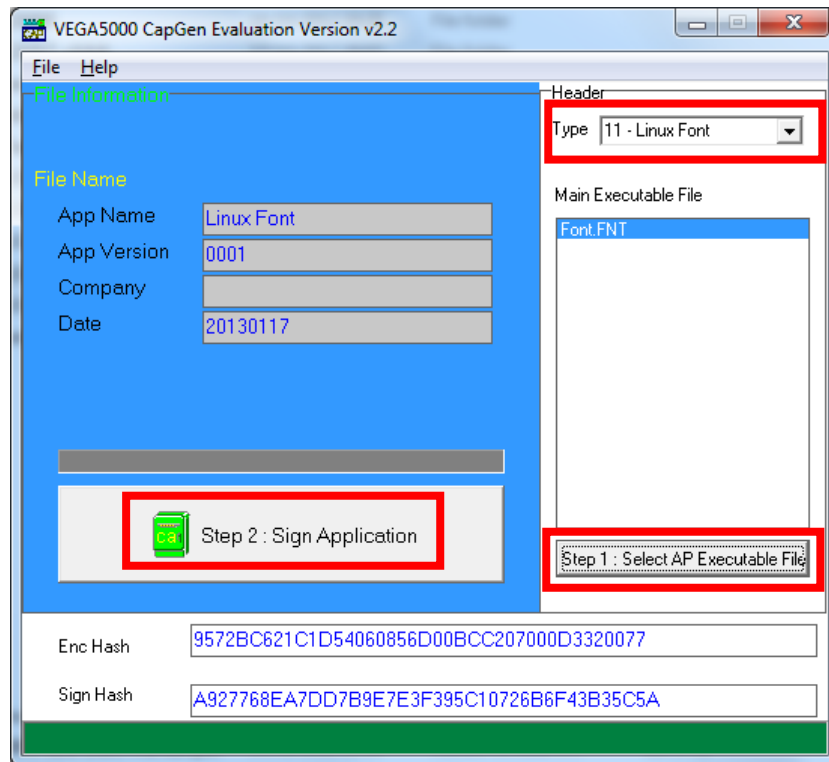 VEGA5000 CapGen Evaluation Version v2.2
File Help
File Information
File Name
App Name Linux Font
App Version 0001
Company
Date 20130117
Step 2 : Sign Application
Header
Type 11 - Linux Font
Main Executable File
Font.FNT
Step 1 : Select AP Executable File
Enc Hash 9572BC621C1D54060856D00BCC207000D3320077
Sign Hash A927768EA7DD7B9E7E3F395C10726B6F43B35C5A